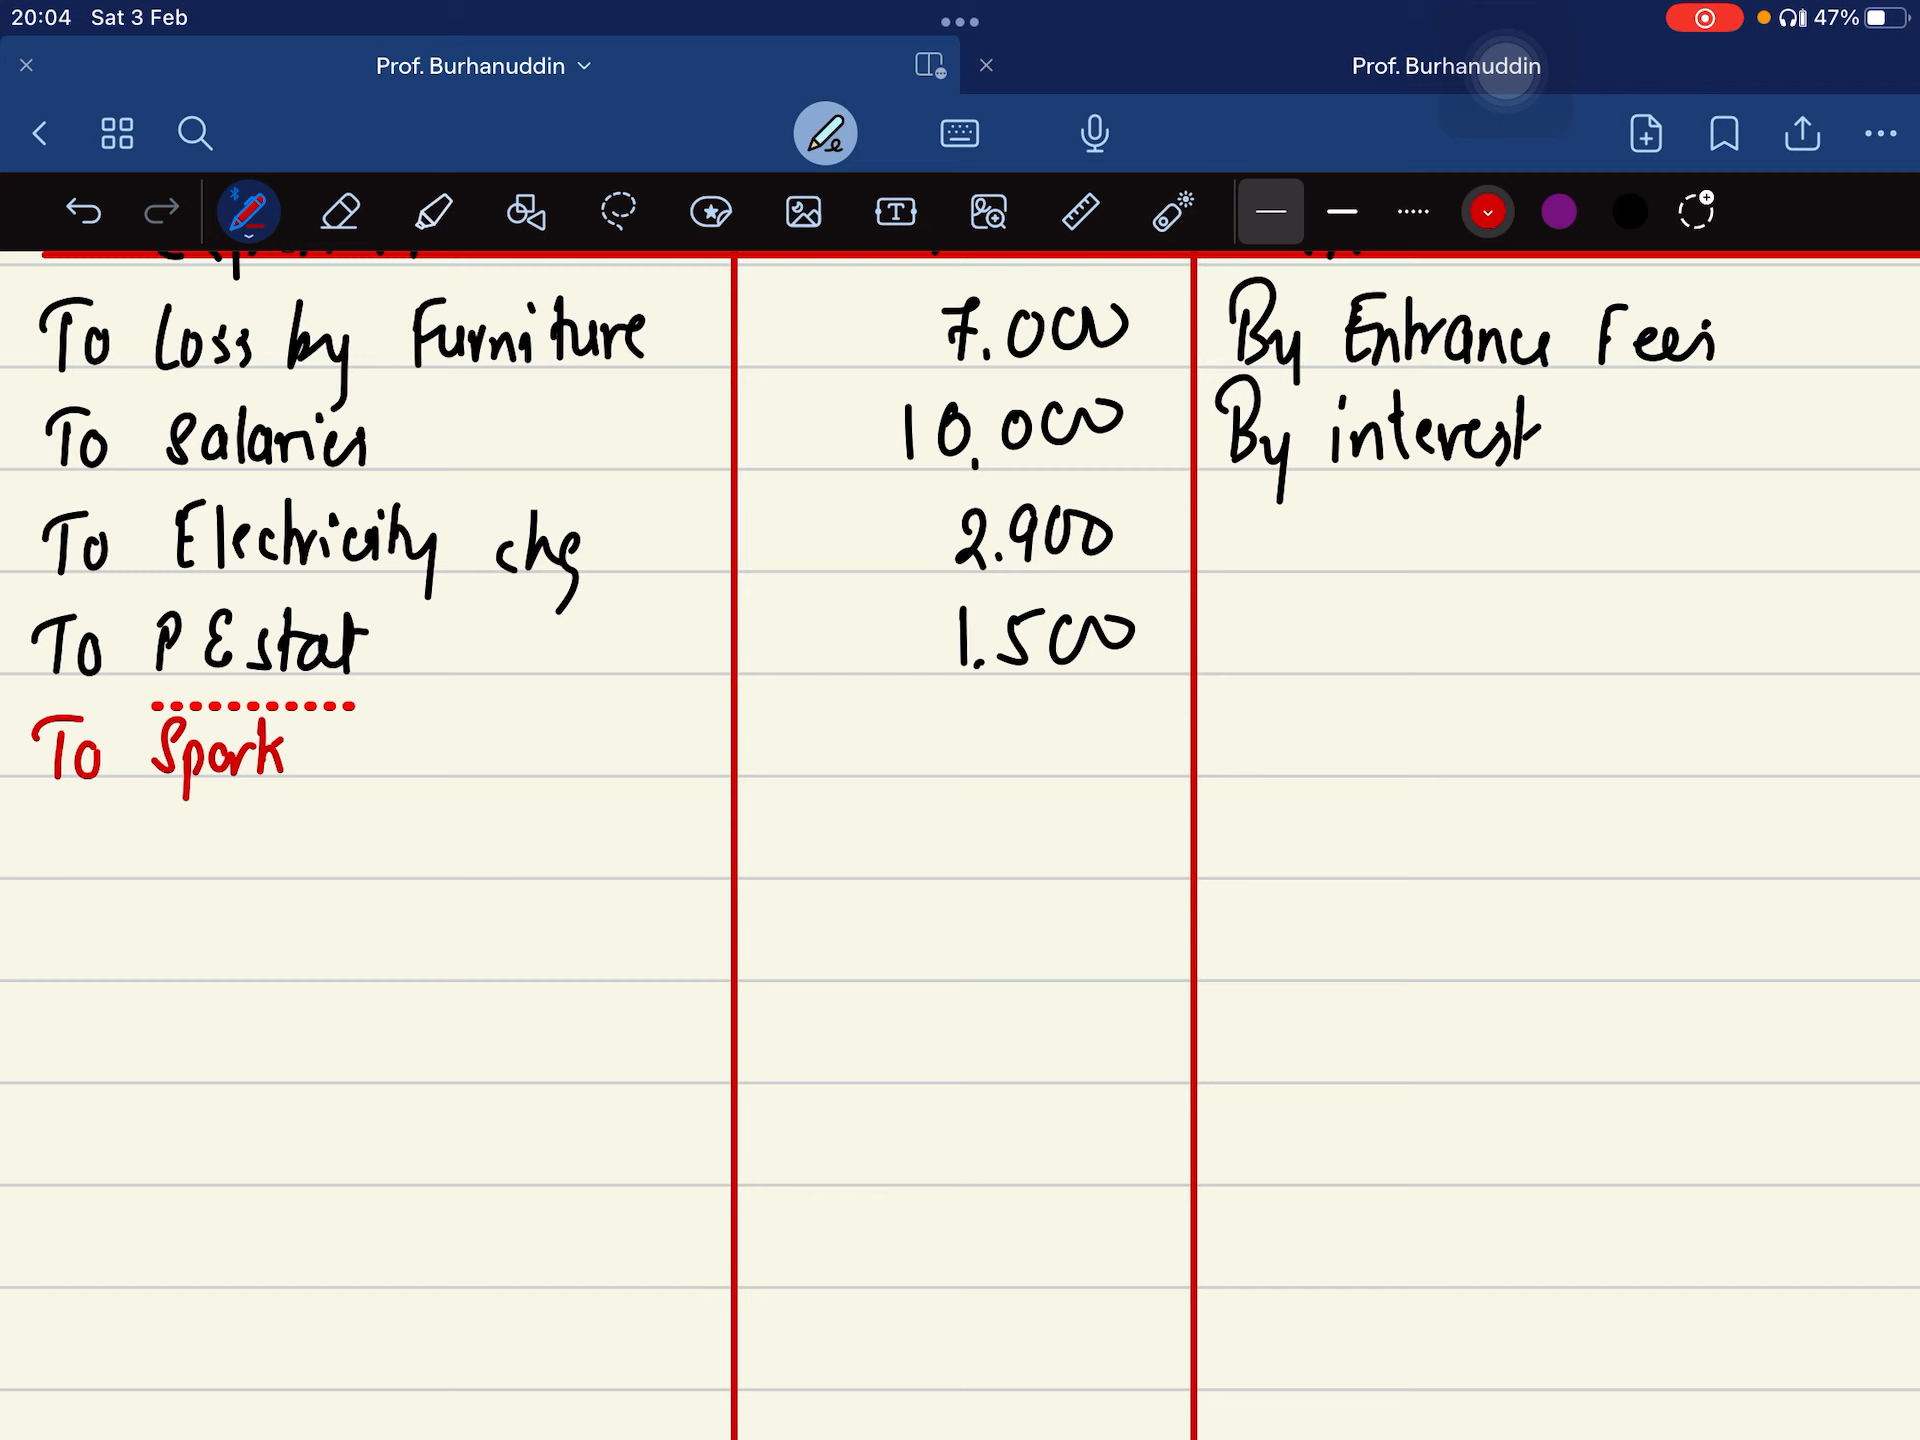 20:04 Sat 3 Feb
47%
Prof. Burhanuddin
Prof. Burhanuddin
To Loss by Furniture 7.000 By Entrance Fees
To Salaries 10.000 By interest
To Electricity chg 2.900
To P & stat 1.500
To Spork